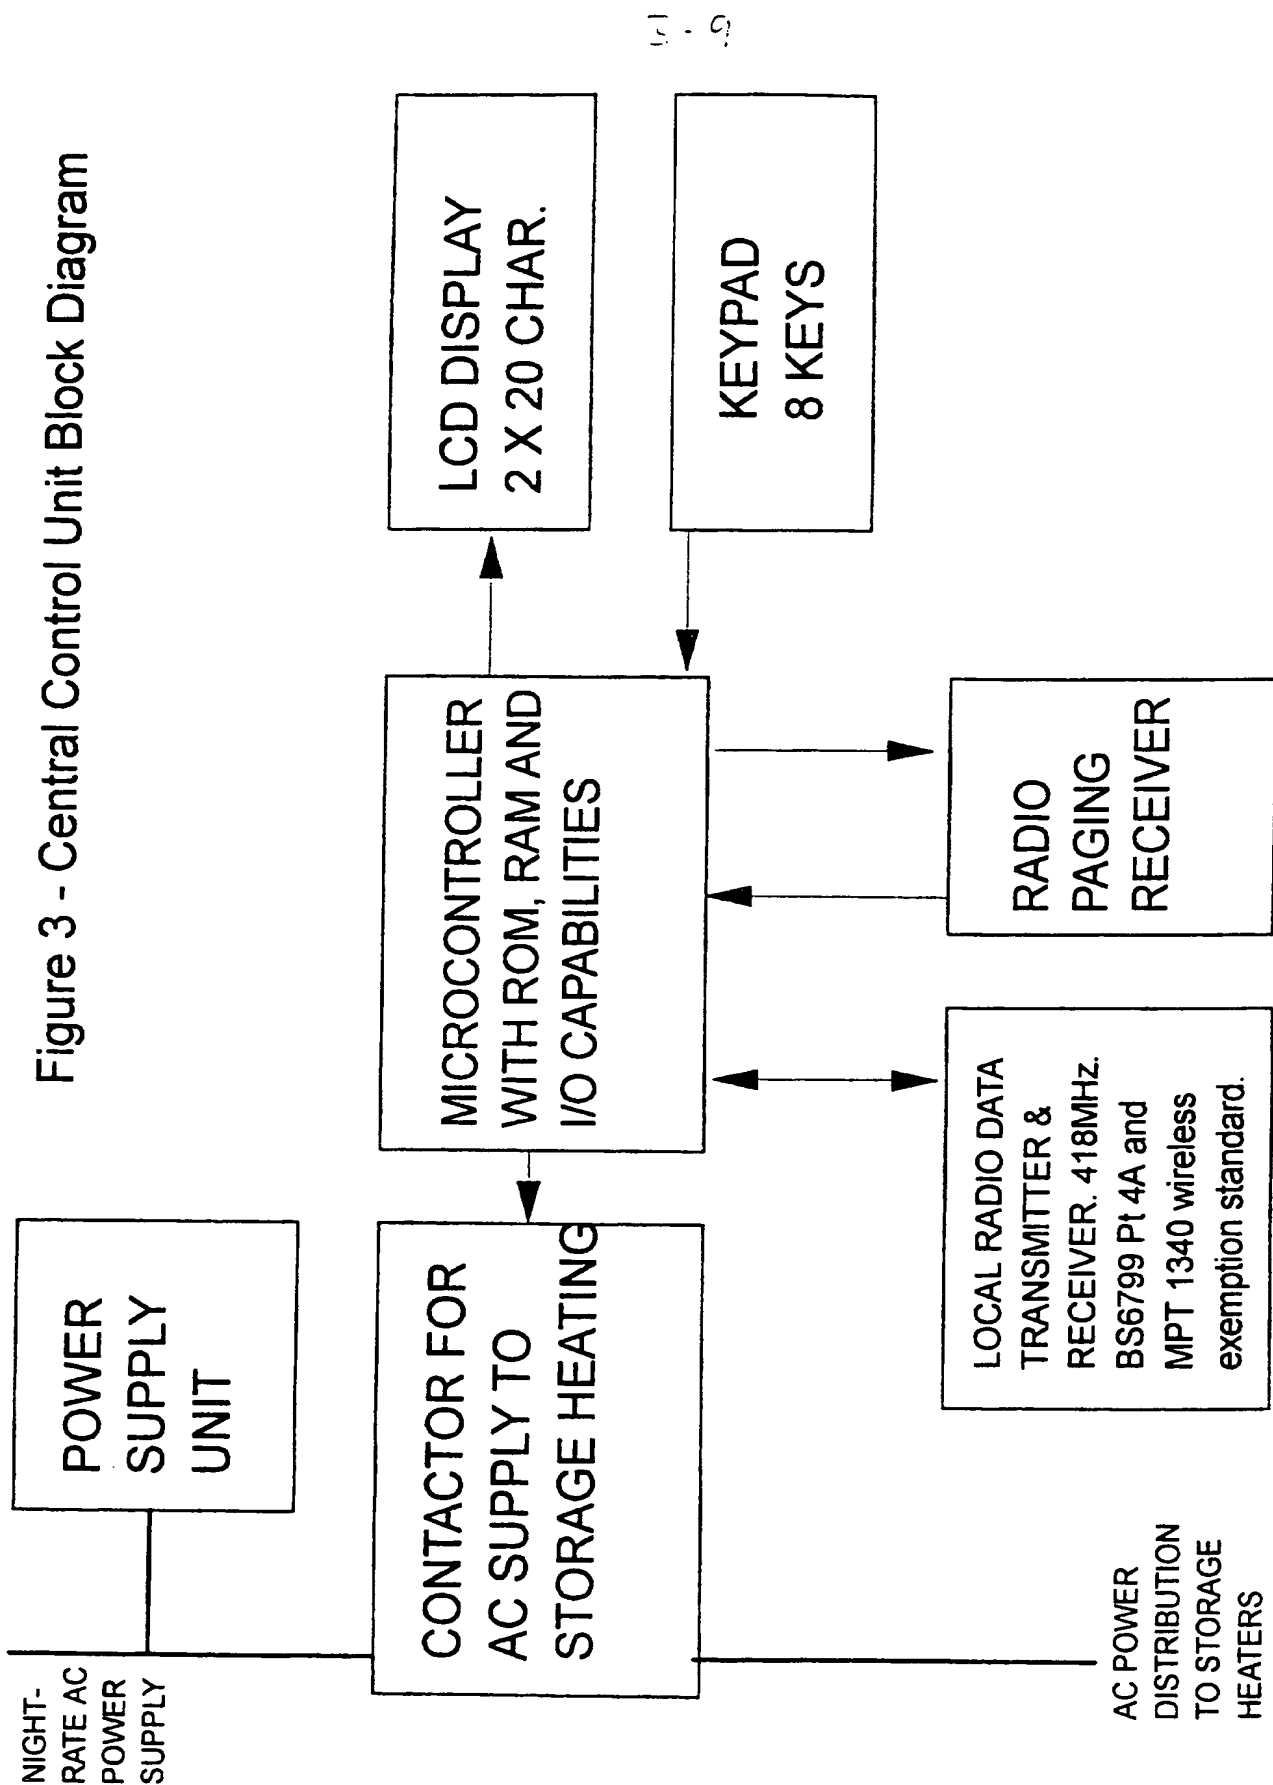 Figure 3 - Central Control Unit Block Diagram
NIGHT-
RATE AC
POWER
SUPPLY
POWER
SUPPLY
UNIT
CONTACTOR FOR
AC SUPPLY TO
STORAGE HEATING
MICROCONTROLLER
WITH ROM, RAM AND
I/O CAPABILITIES
LCD DISPLAY
2 X 20 CHAR.
KEYPAD
8 KEYS
AC POWER
DISTRIBUTION
TO STORAGE
HEATERS
LOCAL RADIO DATA
TRANSMITTER &
RECEIVER. 418MHz.
BS6799 Pt 4A and
MPT 1340 wireless
exemption standard.
RADIO
PAGING
RECEIVER